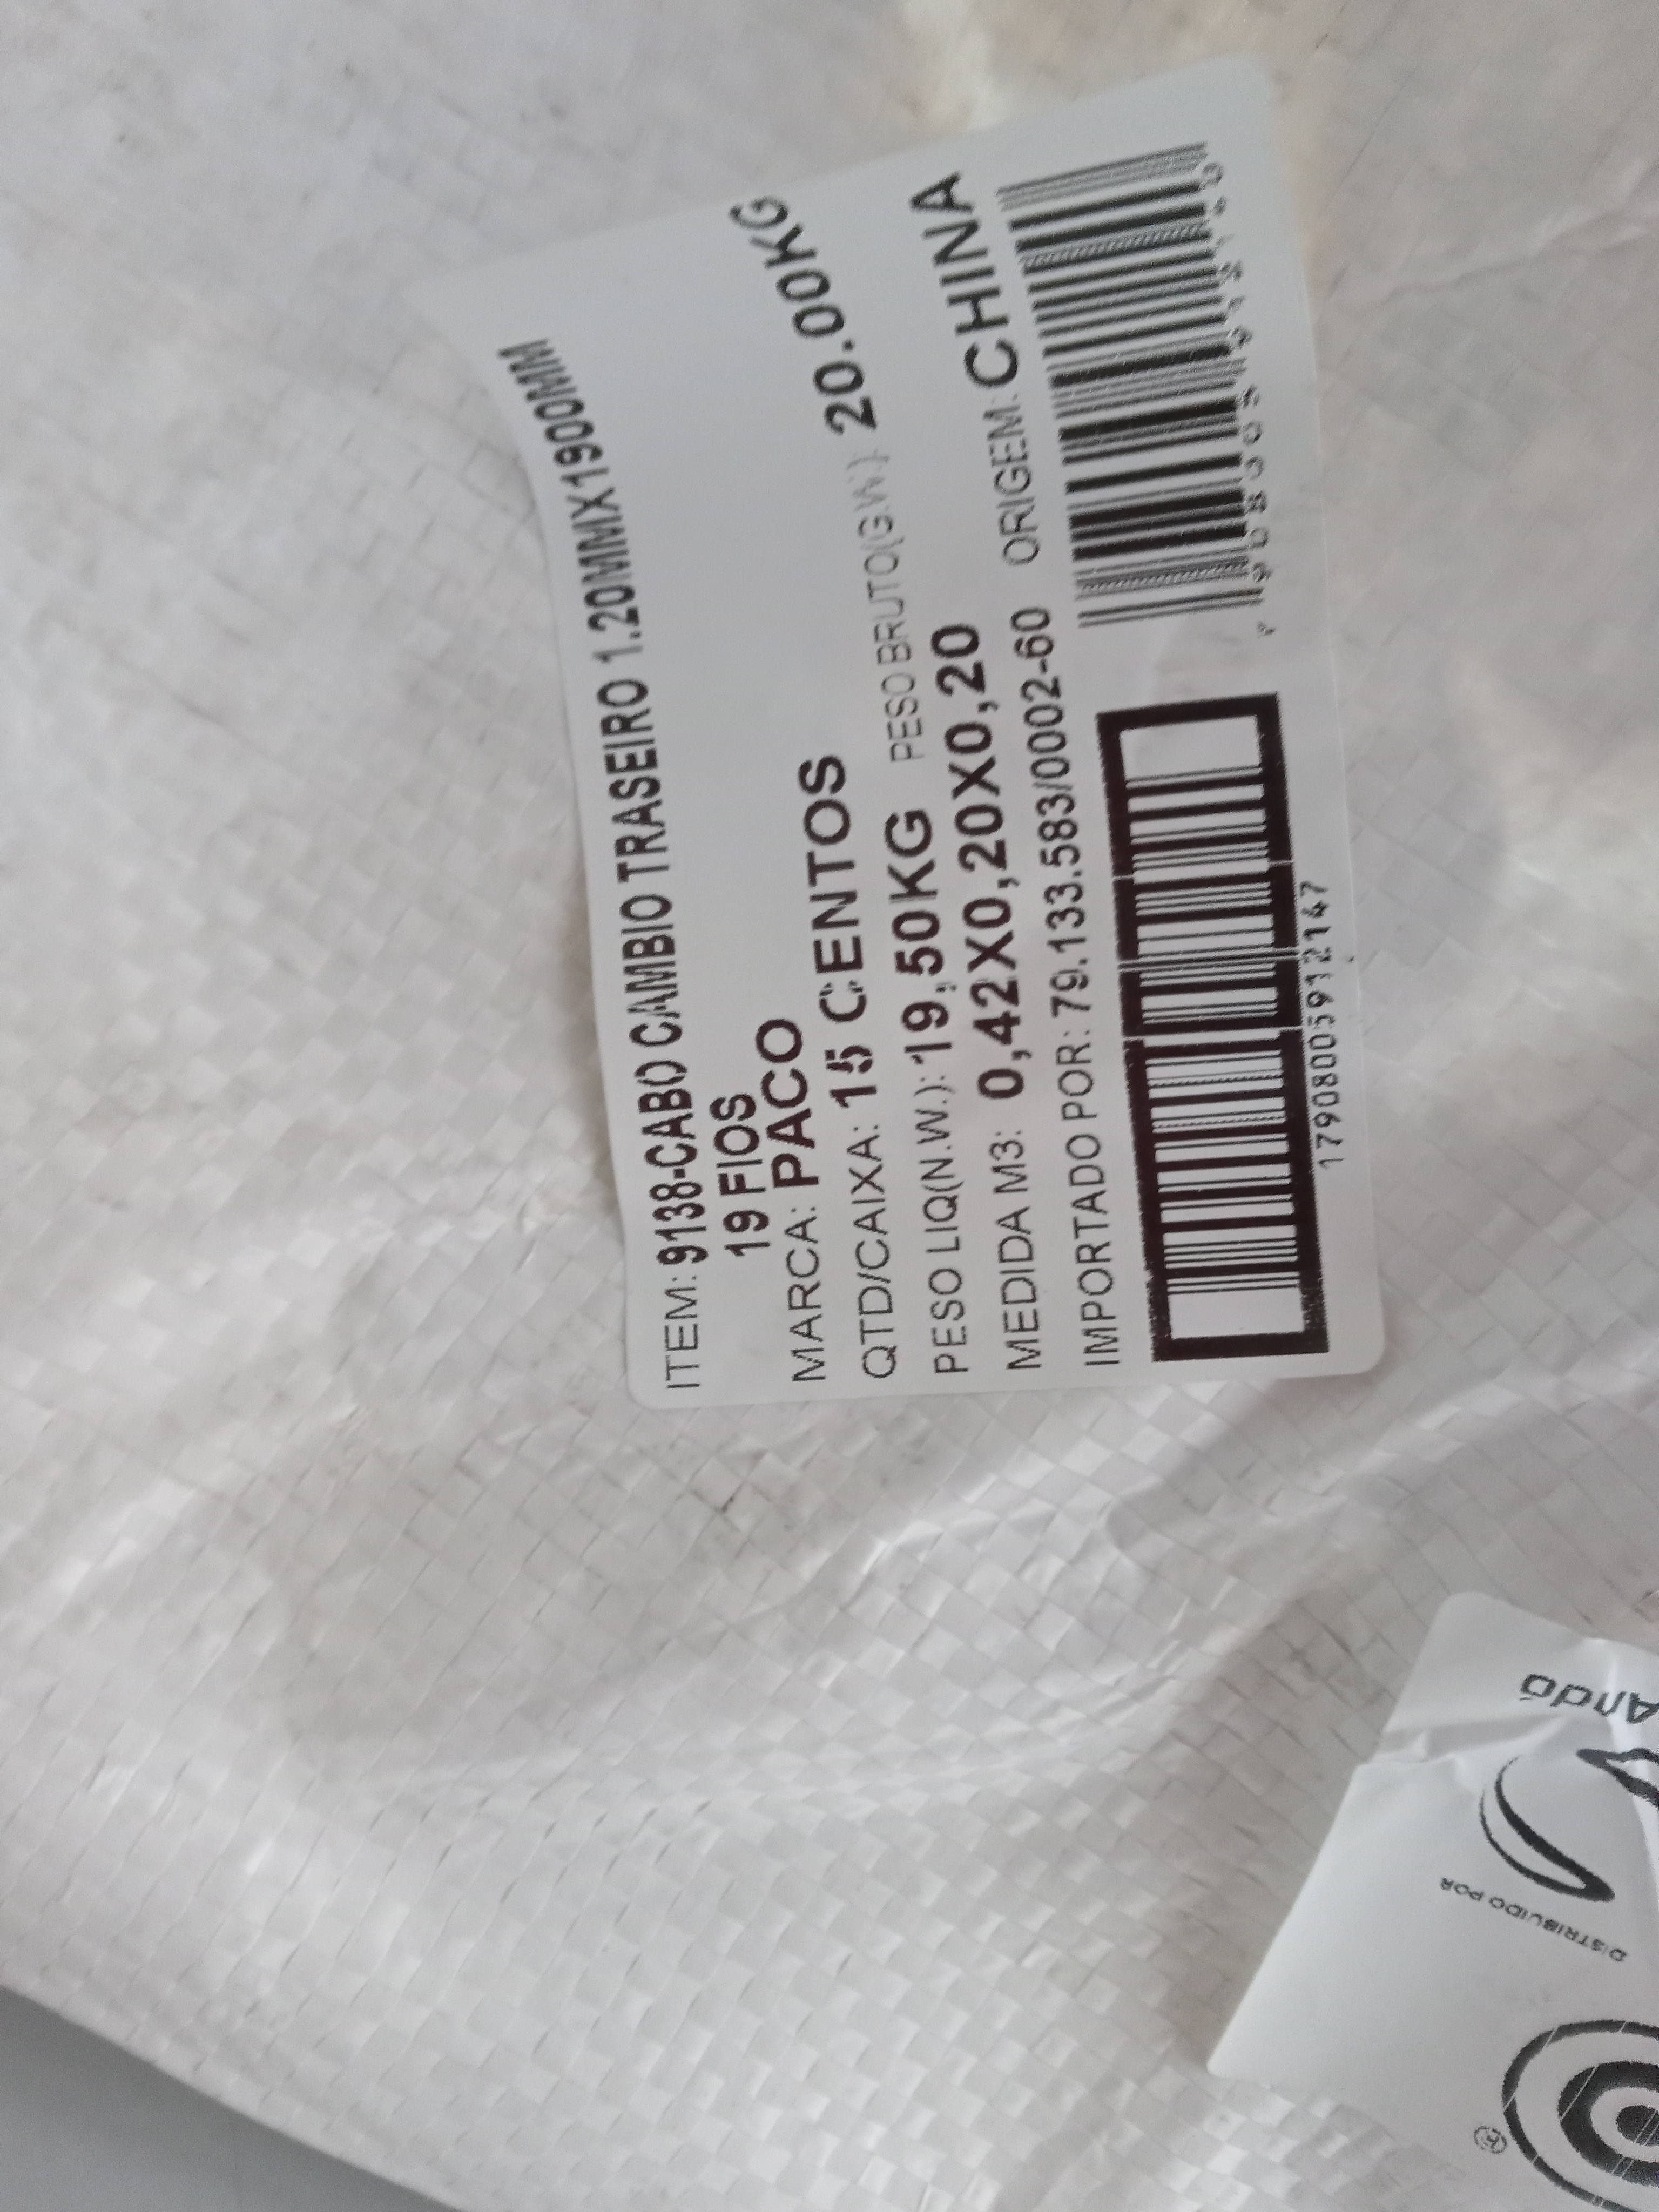 ITEM: 9138-CABO CAMBIO TRASEIRO 1.20MMX1900MM
19 FIOS
MARCA: PACO
QTD/CAIXA: 15 CENTOS
PESO LIQ(N.W.): 19,50KG PESO BRUTO(G.W.): 20.00KG
MEDIDA M3: 0,42X0,20X0,20
IMPORTADO POR: 79.133.583/0002-60 ORIGEM: CHINA
17908005912147
DISTRIBUIDO POR